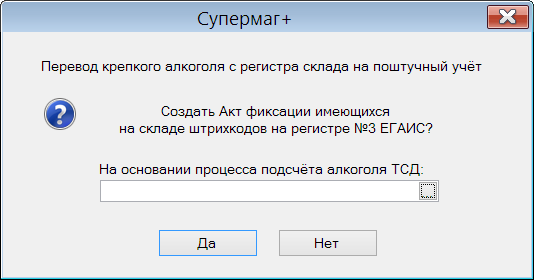 Супермаг+
Перевод крепкого алкоголя с регистра склада на поштучный учёт
Создать Акт фиксации имеющихся
на складе штрихкодов на регистре №3 ЕГАИС?
На основании процесса подсчёта алкоголя ТСД:
...
Да
Нет